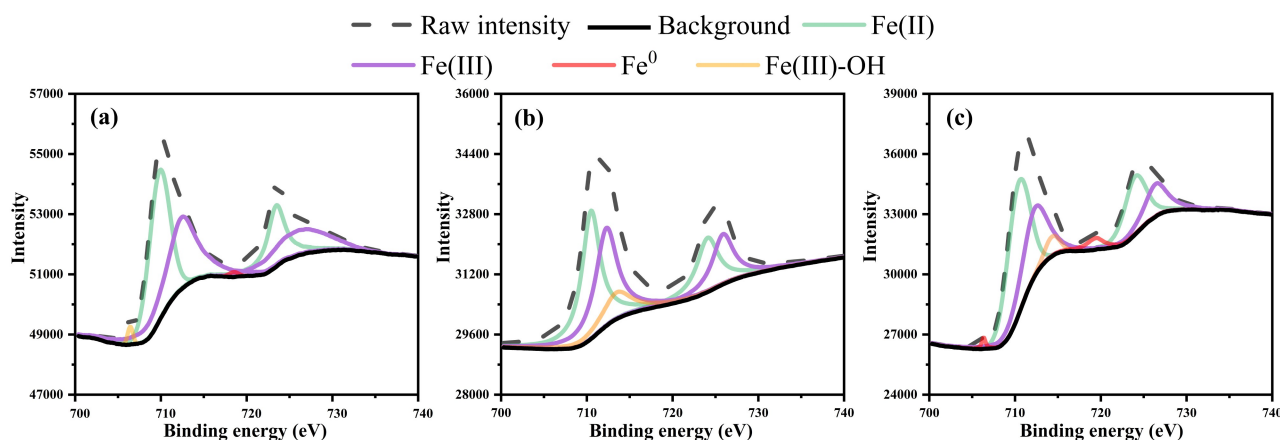 Raw intensity Background Fe(II)
Fe(III) Fe⁰ Fe(III)-OH
(a)
57000
55000
53000
51000
49000
47000
Intensity
700 710 720 730 740
Binding energy (eV)
(b)
36000
34400
32800
31200
29600
28000
Intensity
700 710 720 730 740
Binding energy (eV)
(c)
39000
36000
33000
30000
27000
24000
Intensity
700 710 720 730 740
Binding energy (eV)